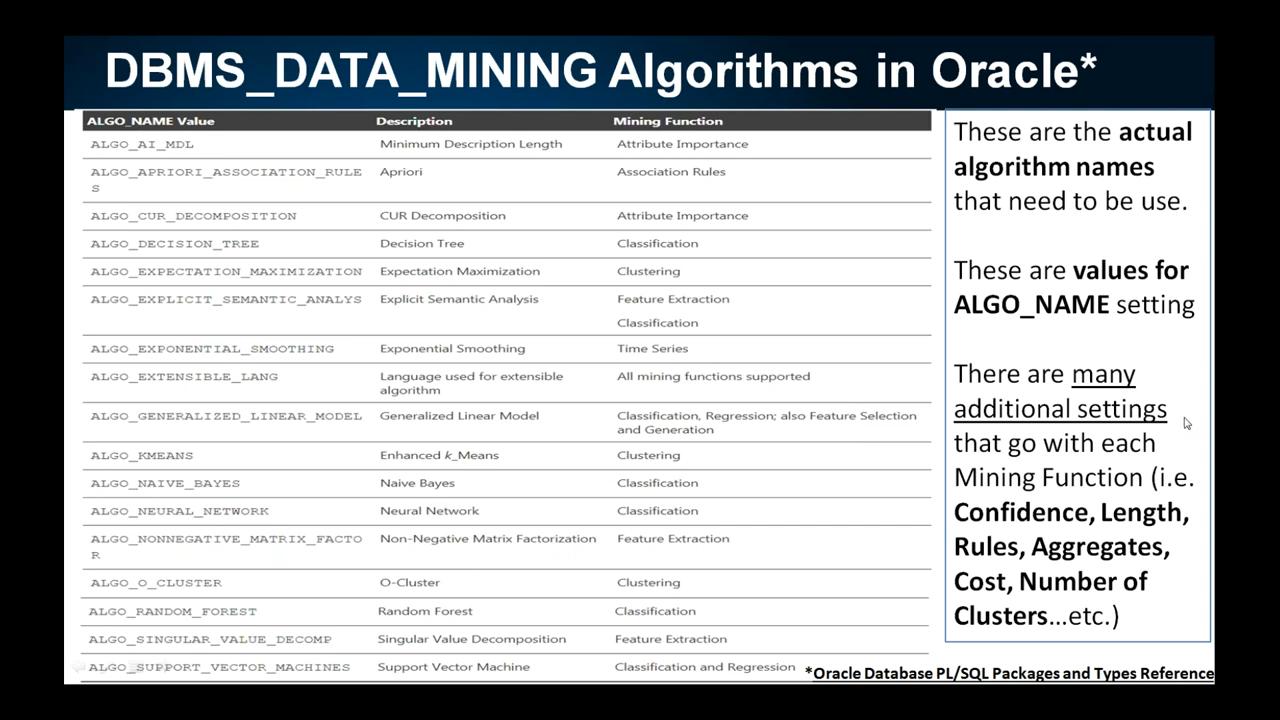 DBMS_DATA_MINING Algorithms in Oracle*
ALGO_NAME Value Description Mining Function
ALGO_AI_MDL Minimum Description Length Attribute Importance
ALGO_APRIORI_ASSOCIATION_RULE Apriori Association Rules
S
ALGO_CUR_DECOMPOSITION CUR Decomposition Attribute Importance
ALGO_DECISION_TREE Decision Tree Classification
ALGO_EXPECTATION_MAXIMIZATION Expectation Maximization Clustering
ALGO_EXPLICIT_SEMANTIC_ANALYS Explicit Semantic Analysis Feature Extraction
Classification
ALGO_EXPONENTIAL_SMOOTHING Exponential Smoothing Time Series
ALGO_EXTENSIBLE_LANG Language used for extensible All mining functions supported
algorithm
ALGO_GENERALIZED_LINEAR_MODEL Generalized Linear Model Classification, Regression; also Feature Selection
and Generation
ALGO_KMEANS Enhanced k_Means Clustering
ALGO_NAIVE_BAYES Naive Bayes Classification
ALGO_NEURAL_NETWORK Neural Network Classification
ALGO_NONNEGATIVE_MATRIX_FACTO Non-Negative Matrix Factorization Feature Extraction
R
ALGO_O_CLUSTER O-Cluster Clustering
ALGO_RANDOM_FOREST Random Forest Classification
ALGO_SINGULAR_VALUE_DECOMP Singular Value Decomposition Feature Extraction
ALGO_SUPPORT_VECTOR_MACHINES Support Vector Machine Classification and Regression
These are the actual
algorithm names
that need to be use.
These are values for
ALGO_NAME setting
There are many
additional settings
that go with each
Mining Function (i.e.
Confidence, Length,
Rules, Aggregates,
Cost, Number of
Clusters…etc.)
*Oracle Database PL/SQL Packages and Types Reference